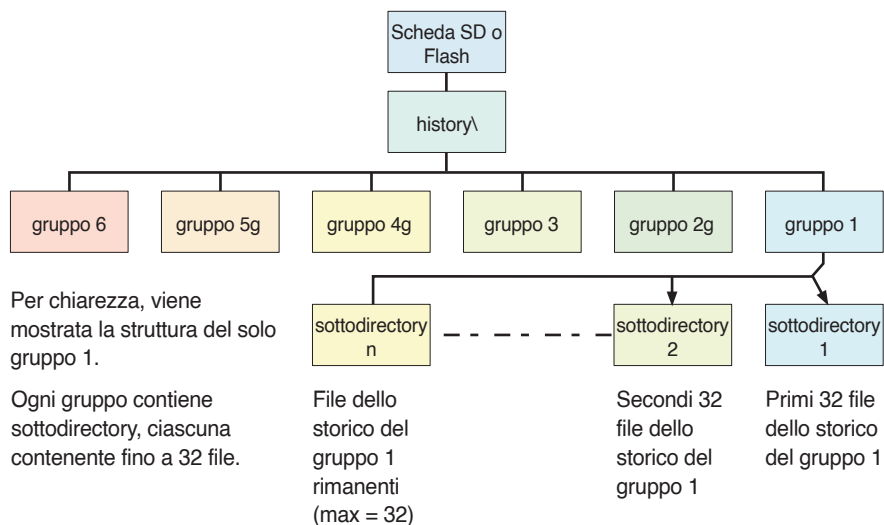 Scheda SD o
Flash
history\
gruppo 6
gruppo 5g
gruppo 4g
gruppo 3
gruppo 2g
gruppo 1
Per chiarezza, viene
mostrata la struttura del solo
gruppo 1.
sottodirectory
n
sottodirectory
2
sottodirectory
1
Ogni gruppo contiene
sottodirectory, ciascuna
contenente fino a 32 file.
File dello
storico del
gruppo 1
rimanenti
(max = 32)
Secondi 32
file dello
storico del
gruppo 1
Primi 32 file
dello storico
del gruppo 1